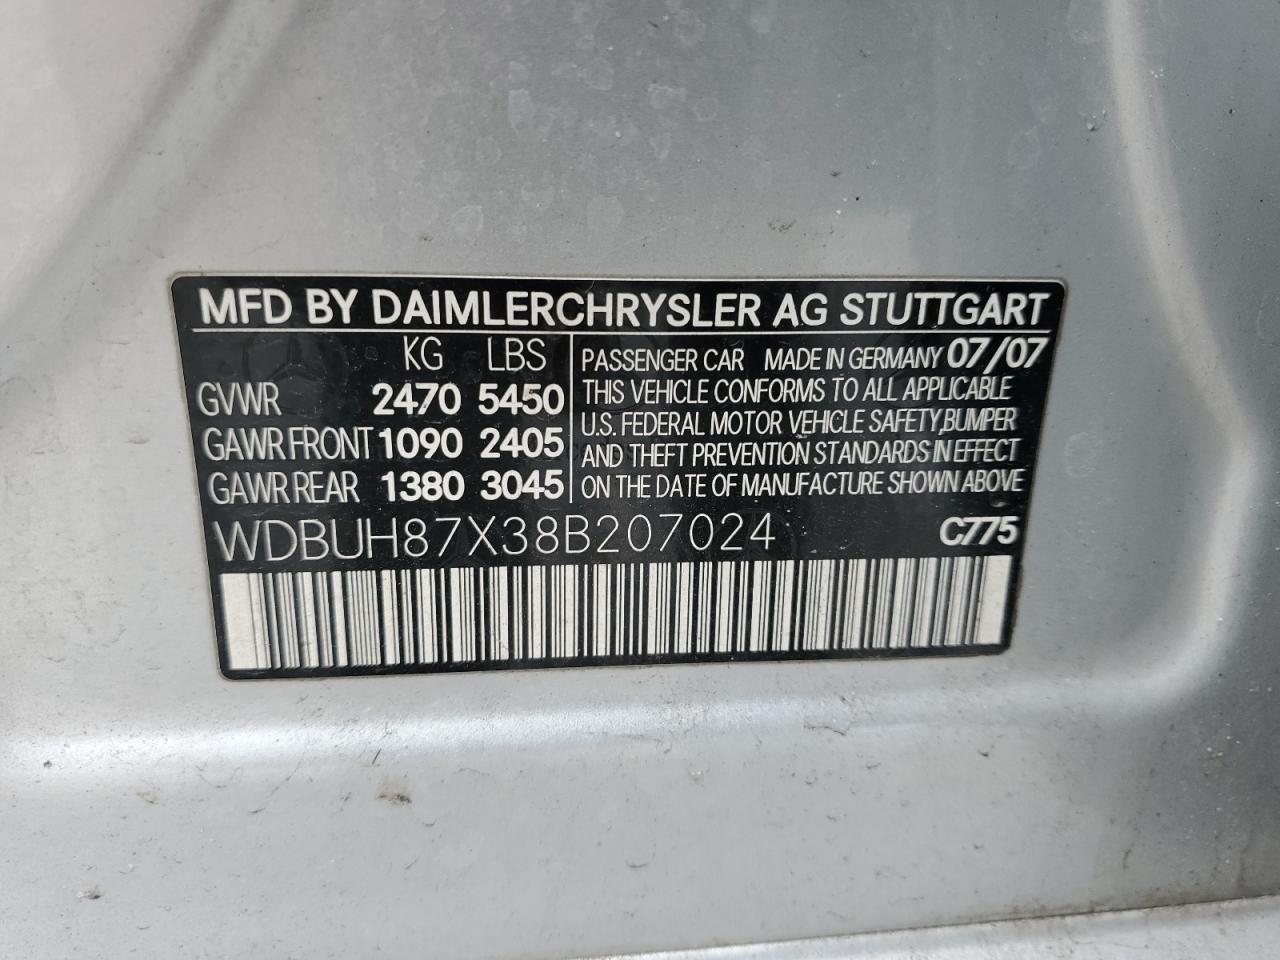 MFD BY DAIMLERCHRYSLER AG STUTTGART
KG LBS
GVWR 2470 5450
GAWR FRONT 1090 2405
GAWR REAR 1380 3045
PASSENGER CAR MADE IN GERMANY 07/07
THIS VEHICLE CONFORMS TO ALL APPLICABLE
U.S. FEDERAL MOTOR VEHICLE SAFETY,BUMPER
AND THEFT PREVENTION STANDARDS IN EFFECT
ON THE DATE OF MANUFACTURE SHOWN ABOVE
WDBUH87X38B207024 C775